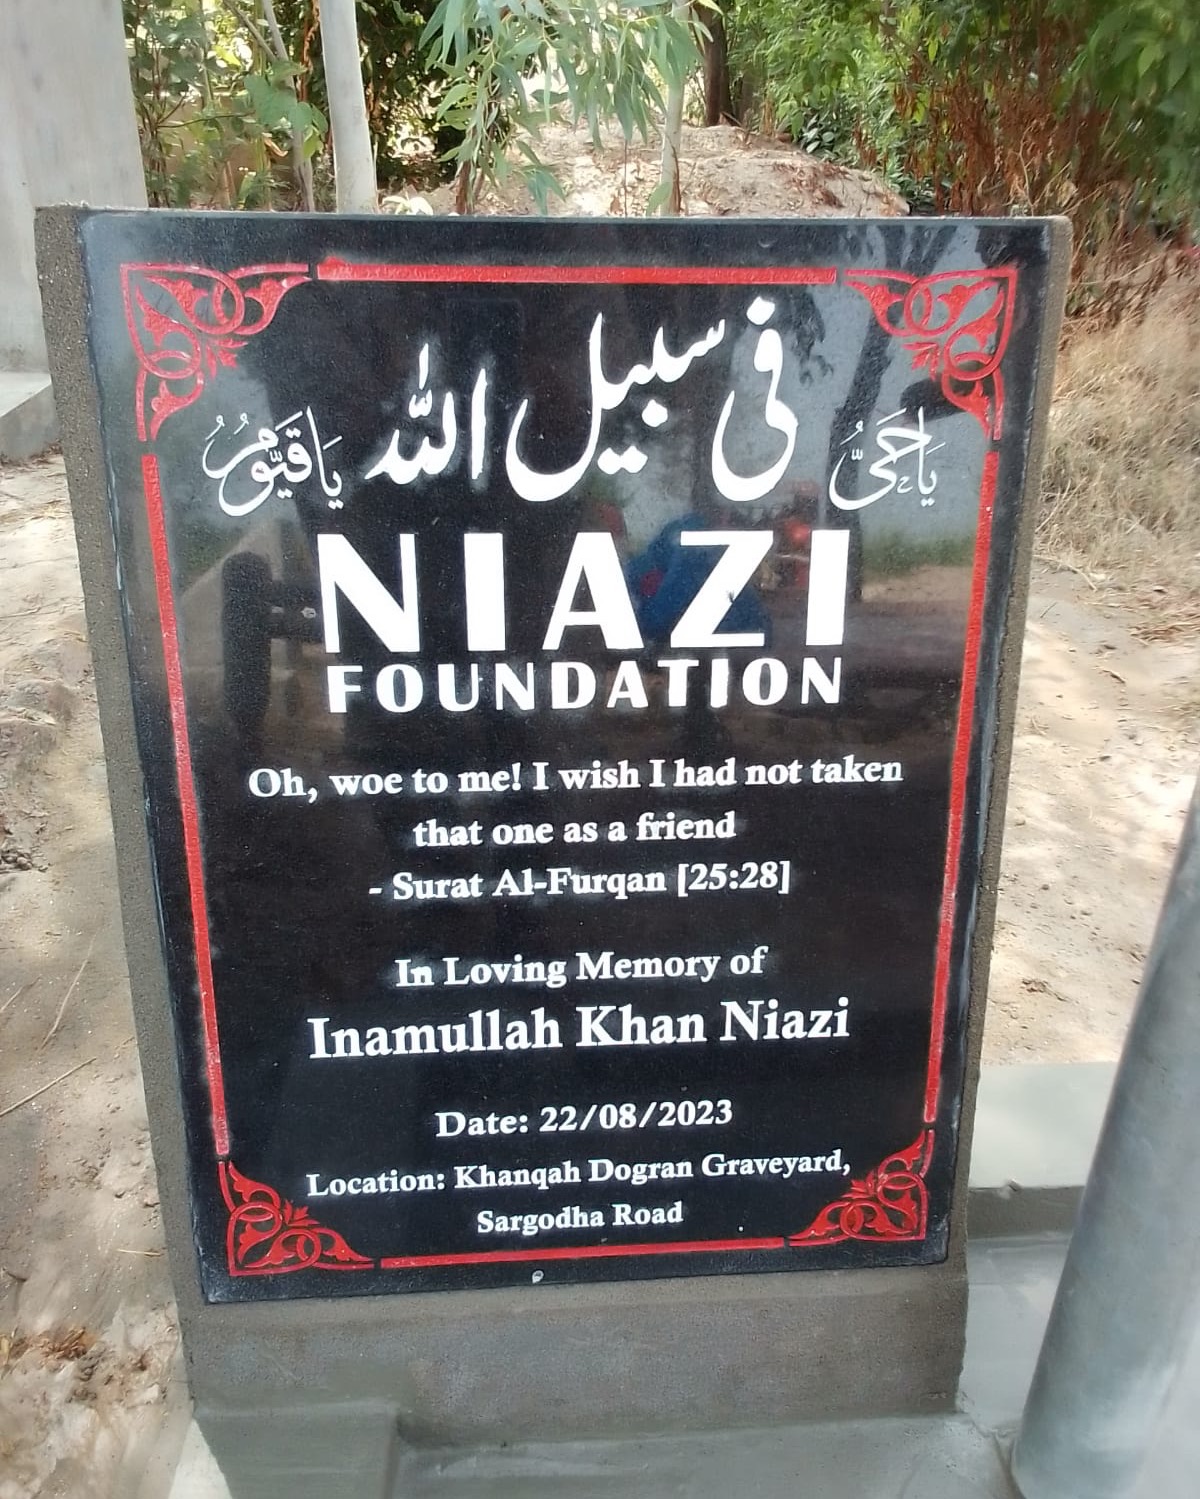 فی سبیل اللہ
یَاحَیُّ
یَاقَیُّوْمُ
NIAZI
FOUNDATION
Oh, woe to me! I wish I had not taken
that one as a friend
- Surat Al-Furqan [25:28]
In Loving Memory of
Inamullah Khan Niazi
Date: 22/08/2023
Location: Khanqah Dogran Graveyard,
Sargodha Road